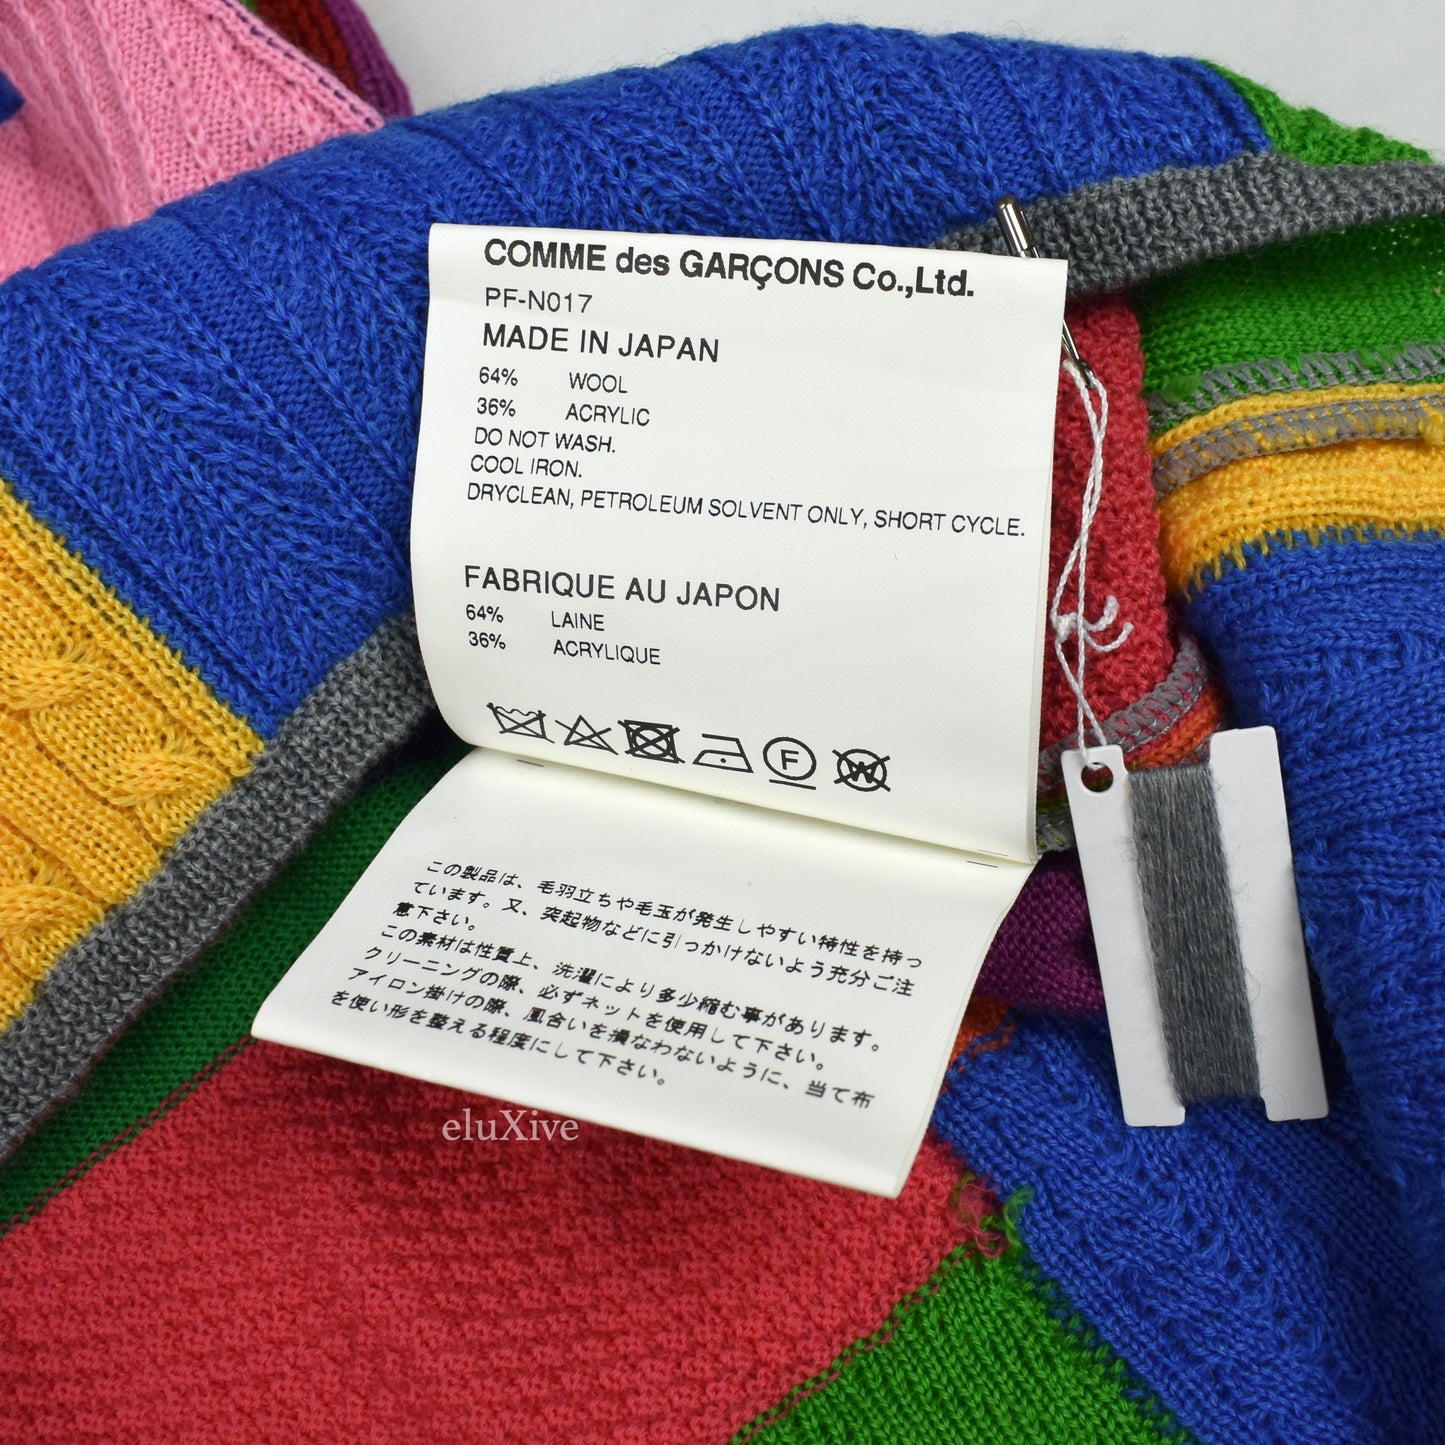 COMME des GARÇONS Co.,Ltd.
PF-N017
MADE IN JAPAN
64% WOOL
36% ACRYLIC
DO NOT WASH.
COOL IRON.
DRYCLEAN, PETROLEUM SOLVENT ONLY, SHORT CYCLE.
FABRIQUE AU JAPON
64% LAINE
36% ACRYLIQUE
F W
この製品は、毛羽立ちや毛玉が発生しやすい特性を持っ
ています。又、突起物などに引っかけないよう充分ご注
意下さい。
この素材は性質上、洗濯により多少縮む事があります。
クリーニングの際、必ずネットを使用して下さい。
アイロン掛けの際、風合いを損なわないように、当て布
を使い形を整える程度にして下さい。
eluXive